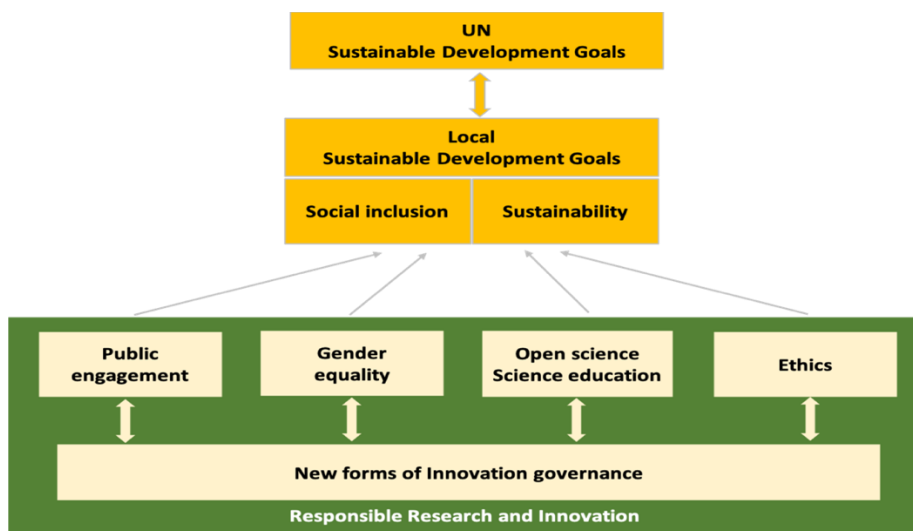 UN
Sustainable Development Goals
Local
Sustainable Development Goals
Social inclusion
Sustainability
Public
engagement
Gender
equality
Open science
Science education
Ethics
New forms of Innovation governance
Responsible Research and Innovation